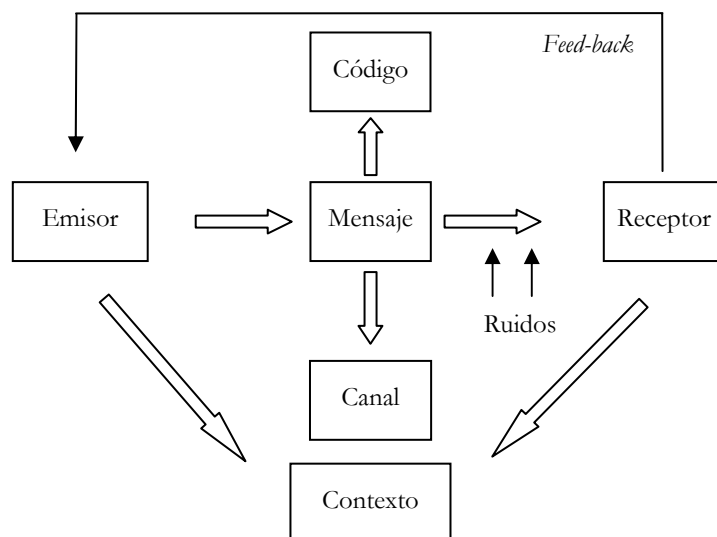 Feed-back
Código
Emisor
Mensaje
Receptor
Ruidos
Canal
Contexto